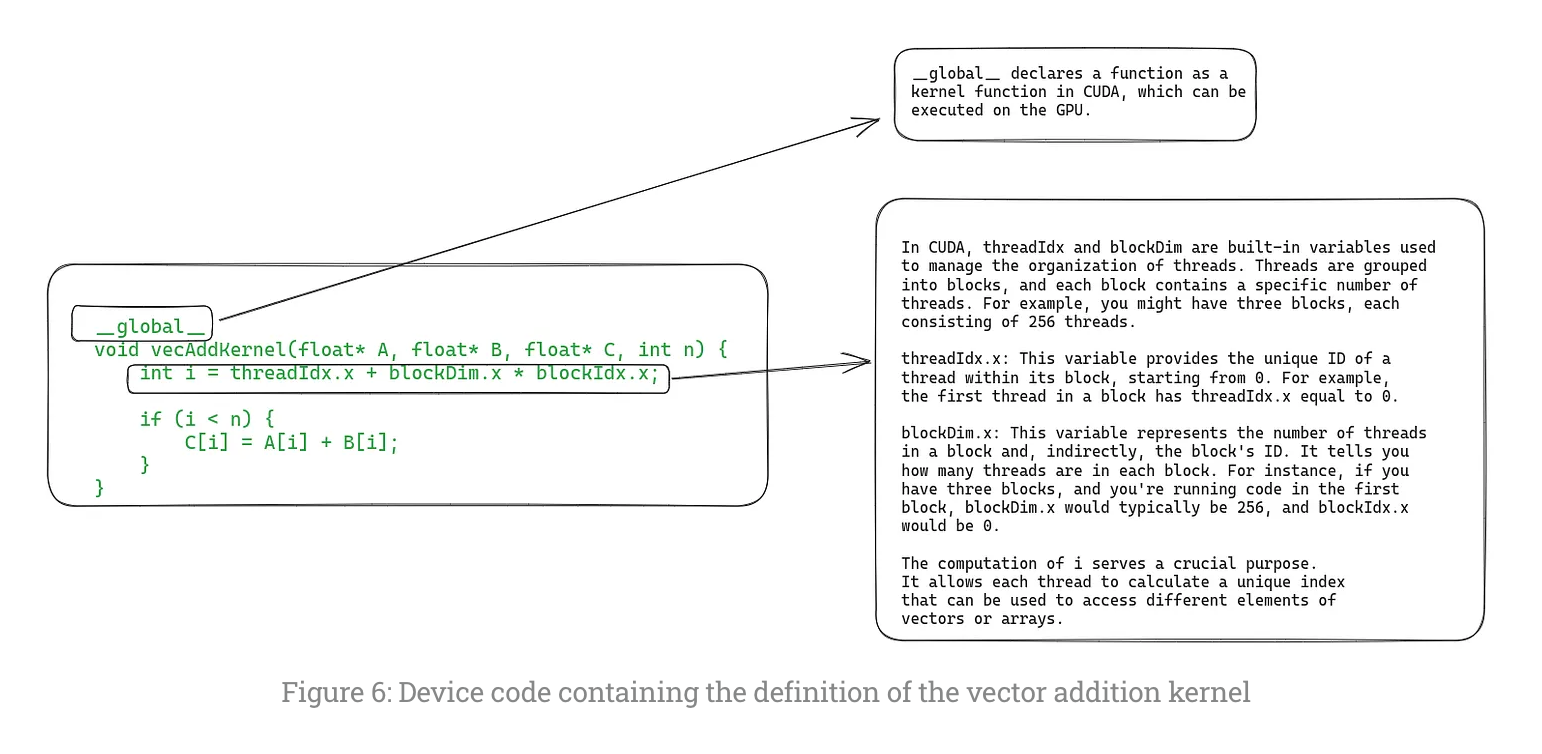 __global__
void vecAddKernel(float* A, float* B, float* C, int n) {
int i = threadIdx.x + blockDim.x * blockIdx.x;
if (i < n) {
C[i] = A[i] + B[i];
}
}
__global__ declares a function as a
kernel function in CUDA, which can be
executed on the GPU.
In CUDA, threadIdx and blockDim are built-in variables used
to manage the organization of threads. Threads are grouped
into blocks, and each block contains a specific number of
threads. For example, you might have three blocks, each
consisting of 256 threads.
threadIdx.x: This variable provides the unique ID of a
thread within its block, starting from 0. For example,
the first thread in a block has threadIdx.x equal to 0.
blockDim.x: This variable represents the number of threads
in a block and, indirectly, the block's ID. It tells you
how many threads are in each block. For instance, if you
have three blocks, and you're running code in the first
block, blockDim.x would typically be 256, and blockIdx.x
would be 0.
The computation of i serves a crucial purpose.
It allows each thread to calculate a unique index
that can be used to access different elements of
vectors or arrays.
Figure 6: Device code containing the definition of the vector addition kernel